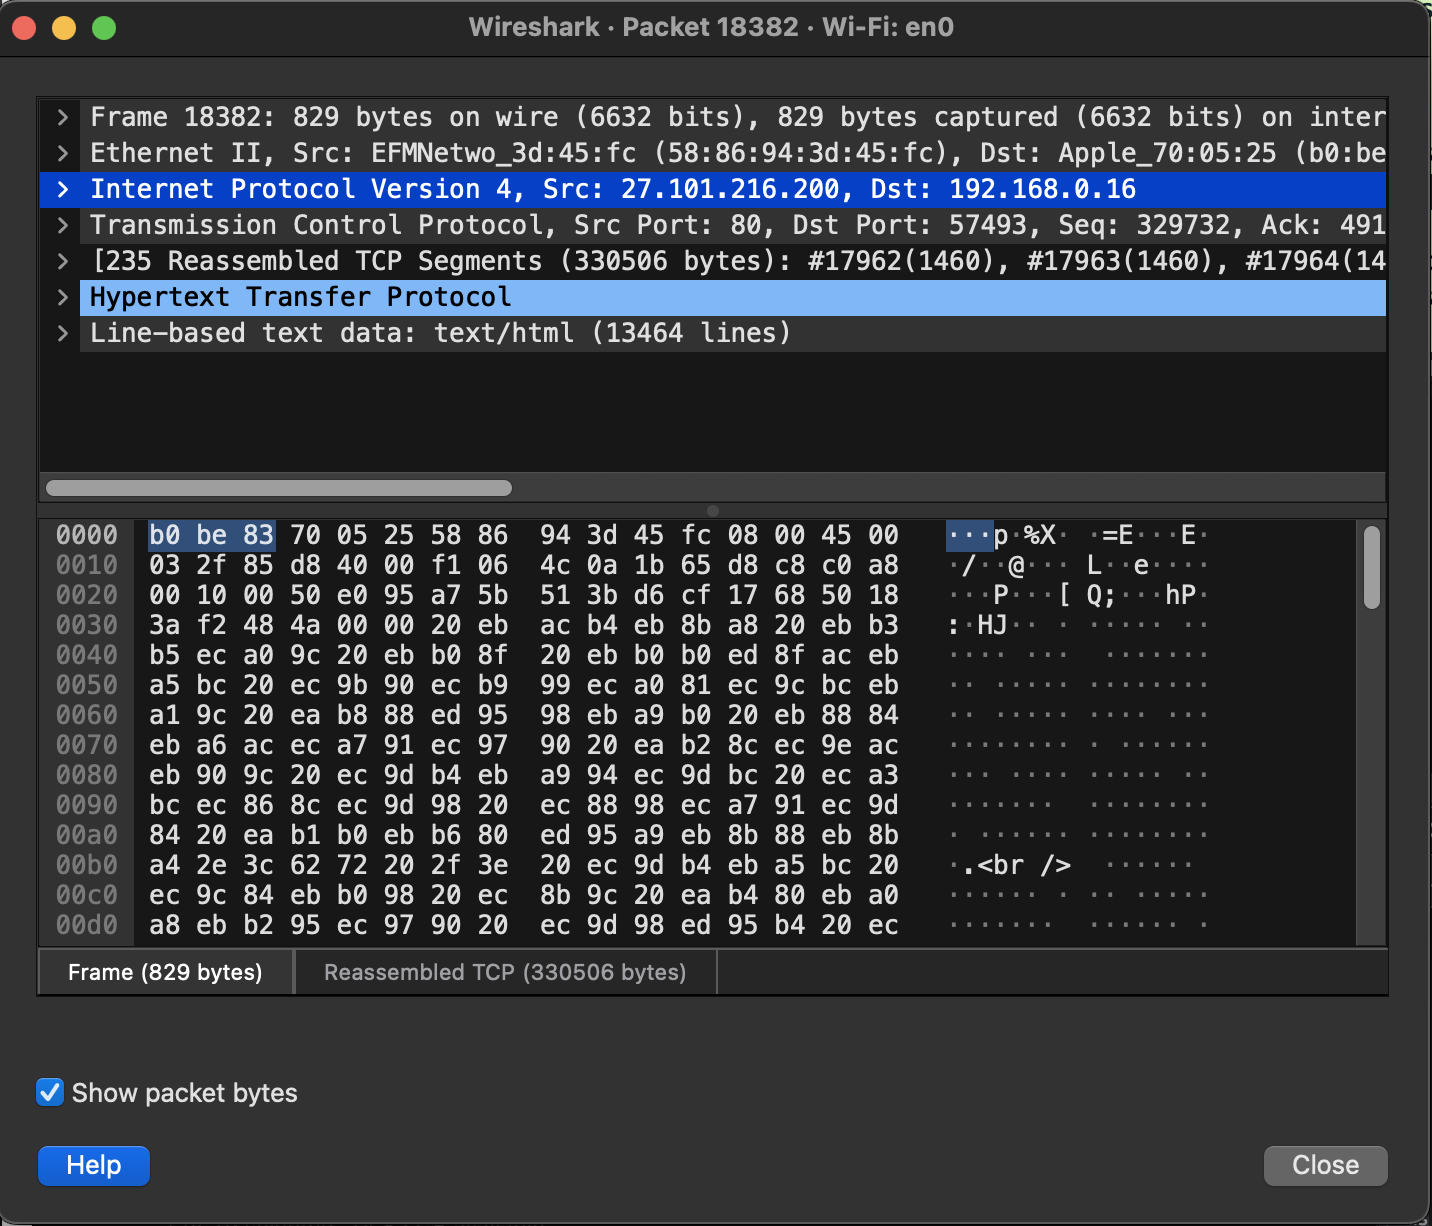 Wireshark · Packet 18382 · Wi-Fi: en0
Frame 18382: 829 bytes on wire (6632 bits), 829 bytes captured (6632 bits) on inter
Ethernet II, Src: EFMNetwo_3d:45:fc (58:86:94:3d:45:fc), Dst: Apple_70:05:25 (b0:be
Internet Protocol Version 4, Src: 27.101.216.200, Dst: 192.168.0.16
Transmission Control Protocol, Src Port: 80, Dst Port: 57493, Seq: 329732, Ack: 491
[235 Reassembled TCP Segments (330506 bytes): #17962(1460), #17963(1460), #17964(14
Hypertext Transfer Protocol
Line-based text data: text/html (13464 lines)
0000 b0 be 83 70 05 25 58 86 94 3d 45 fc 08 00 45 00 ···p·%X· ·=E···E·
0010 03 2f 85 d8 40 00 f1 06 4c 0a 1b 65 d8 c8 c0 a8 ·/··@··· L··e····
0020 00 10 00 50 e0 95 a7 5b 51 3b d6 cf 17 68 50 18 ···P···[ Q;···hP·
0030 3a f2 48 4a 00 00 20 eb ac b4 eb 8b a8 20 eb b3 :·HJ·· · ····· ··
0040 b5 ec a0 9c 20 eb b0 8f 20 eb b0 b0 ed 8f ac eb ···· ··· ·······
0050 a5 bc 20 ec 9b 90 ec b9 99 ec a0 81 ec 9c bc eb ·· ····· ········
0060 a1 9c 20 ea b8 88 ed 95 98 eb a9 b0 20 eb 88 84 ·· ····· ···· ···
0070 eb a6 ac ec a7 91 ec 97 90 20 ea b2 8c ec 9e ac ········ · ······
0080 eb 90 9c 20 ec 9d b4 eb a9 94 ec 9d bc 20 ec a3 ··· ···· ····· ··
0090 bc ec 86 8c ec 9d 98 20 ec 88 98 ec a7 91 ec 9d ······· ········
00a0 84 20 ea b1 b0 eb b6 80 ed 95 a9 eb 8b 88 eb 8b · ······ ········
00b0 a4 2e 3c 62 72 20 2f 3e 20 ec 9d b4 eb a5 bc 20 ·.<br /> ······
00c0 ec 9c 84 eb b0 98 20 ec 8b 9c 20 ea b4 80 eb a0 ······ · ·· ·····
00d0 a8 eb b2 95 ec 97 90 20 ec 9d 98 ed 95 b4 20 ec ······· ······ ·
Frame (829 bytes) Reassembled TCP (330506 bytes)
Show packet bytes
Help Close